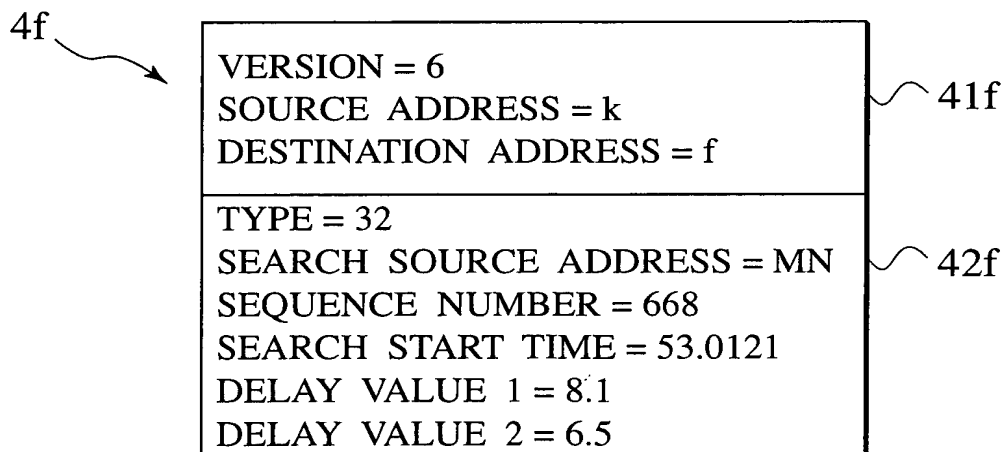 4f
VERSION = 6
SOURCE ADDRESS = k
DESTINATION ADDRESS = f
41f
TYPE = 32
SEARCH SOURCE ADDRESS = MN
42f
SEQUENCE NUMBER = 668
SEARCH START TIME = 53.0121
DELAY VALUE 1 = 8.1
DELAY VALUE 2 = 6.5